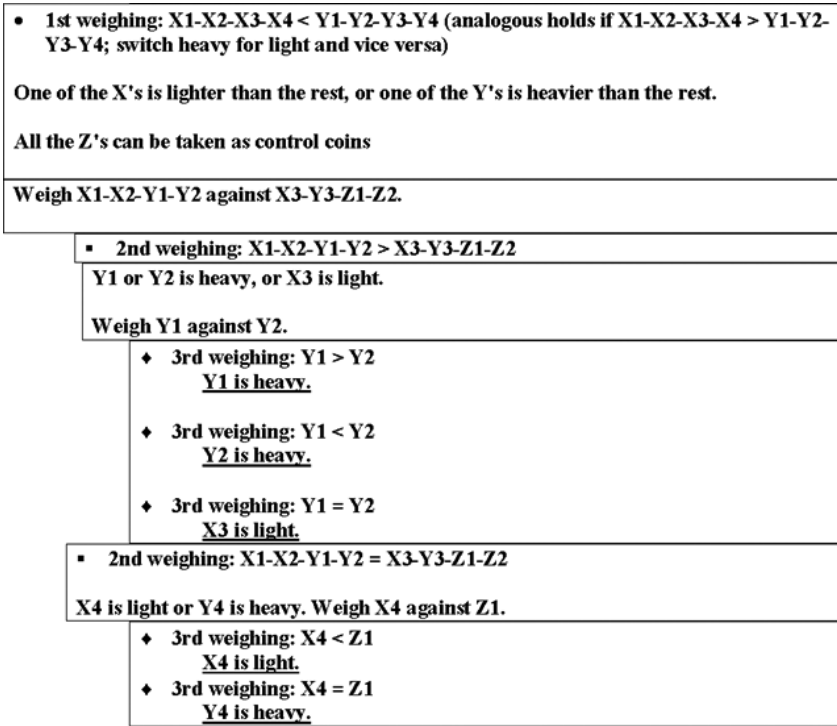 • 1st weighing: X1-X2-X3-X4 < Y1-Y2-Y3-Y4 (analogous holds if X1-X2-X3-X4 > Y1-Y2-
Y3-Y4; switch heavy for light and vice versa)
One of the X's is lighter than the rest, or one of the Y's is heavier than the rest.
All the Z's can be taken as control coins
Weigh X1-X2-Y1-Y2 against X3-Y3-Z1-Z2.
▪ 2nd weighing: X1-X2-Y1-Y2 > X3-Y3-Z1-Z2
Y1 or Y2 is heavy, or X3 is light.
Weigh Y1 against Y2.
♦ 3rd weighing: Y1 > Y2
Y1 is heavy.
♦ 3rd weighing: Y1 < Y2
Y2 is heavy.
♦ 3rd weighing: Y1 = Y2
X3 is light.
▪ 2nd weighing: X1-X2-Y1-Y2 = X3-Y3-Z1-Z2
X4 is light or Y4 is heavy. Weigh X4 against Z1.
♦ 3rd weighing: X4 < Z1
X4 is light.
♦ 3rd weighing: X4 = Z1
Y4 is heavy.